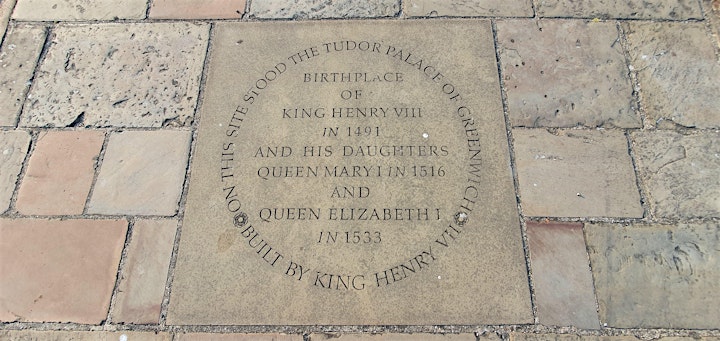 ON THIS SITE STOOD THE TUDOR PALACE OF GREENWICH
BIRTHPLACE
OF
KING HENRY VIII
IN 1491
AND HIS DAUGHTERS
QUEEN MARY I IN 1516
AND
QUEEN ELIZABETH I
IN 1533
BUILT BY KING HENRY VII